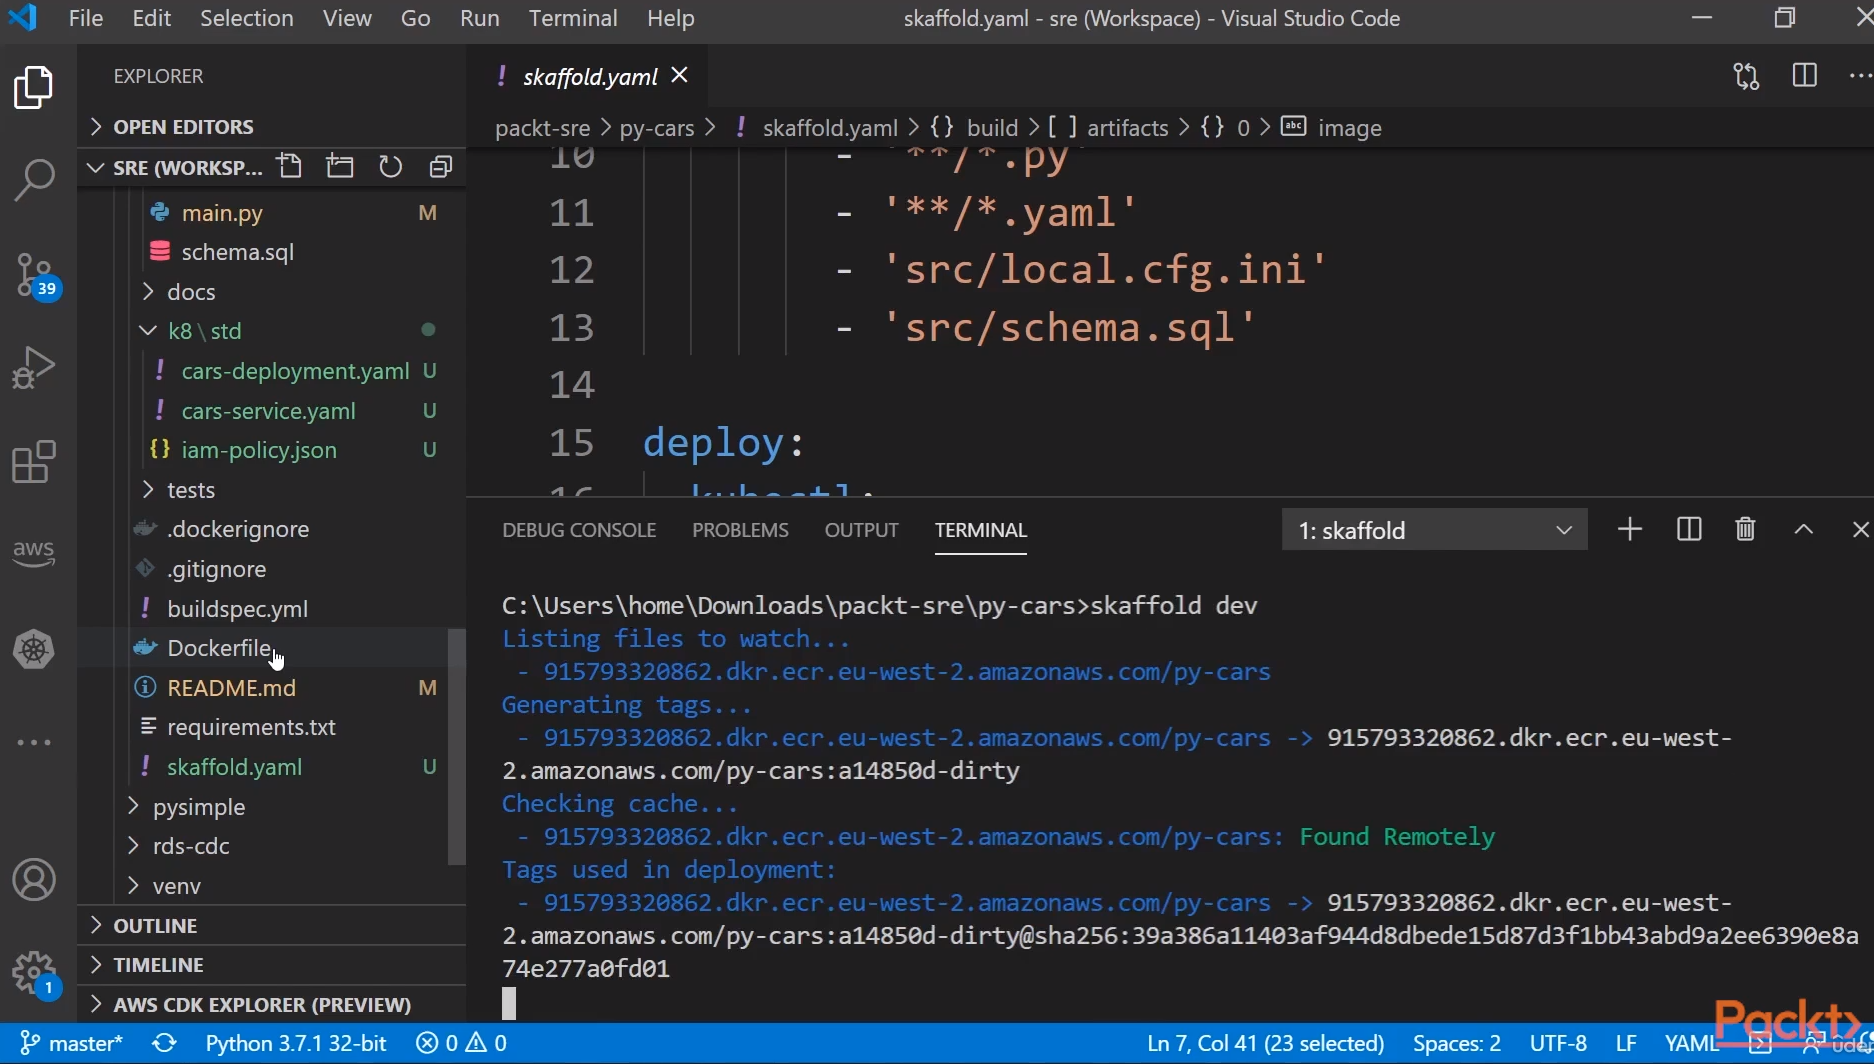 File Edit Selection View Go Run Terminal Help
skaffold.yaml - sre (Workspace) - Visual Studio Code
EXPLORER
OPEN EDITORS
SRE (WORKSP...
main.py M
schema.sql
docs
k8 \ std
cars-deployment.yaml U
cars-service.yaml U
iam-policy.json U
tests
.dockerignore
.gitignore
buildspec.yml
Dockerfile
README.md M
requirements.txt
skaffold.yaml U
pysimple
rds-cdc
venv
OUTLINE
TIMELINE
AWS CDK EXPLORER (PREVIEW)
39
aws
1
skaffold.yaml
packt-sre > py-cars > ! skaffold.yaml > {} build > [ ] artifacts > {} 0 > abc image
10 - '**/*.py'
11 - '**/*.yaml'
12 - 'src/local.cfg.ini'
13 - 'src/schema.sql'
14
15 deploy:
16 kubectl:
DEBUG CONSOLE PROBLEMS OUTPUT TERMINAL
1: skaffold
C:\Users\home\Downloads\packt-sre\py-cars>skaffold dev
Listing files to watch...
- 915793320862.dkr.ecr.eu-west-2.amazonaws.com/py-cars
Generating tags...
- 915793320862.dkr.ecr.eu-west-2.amazonaws.com/py-cars -> 915793320862.dkr.ecr.eu-west-
2.amazonaws.com/py-cars:a14850d-dirty
Checking cache...
- 915793320862.dkr.ecr.eu-west-2.amazonaws.com/py-cars: Found Remotely
Tags used in deployment:
- 915793320862.dkr.ecr.eu-west-2.amazonaws.com/py-cars -> 915793320862.dkr.ecr.eu-west-
2.amazonaws.com/py-cars:a14850d-dirty@sha256:39a386a11403af944d8dbede15d87d3f1bb43abd9a2ee6390e8a
74e277a0fd01
master* Python 3.7.1 32-bit 0 0
Ln 7, Col 41 (23 selected) Spaces: 2 UTF-8 LF YAML
Packt>